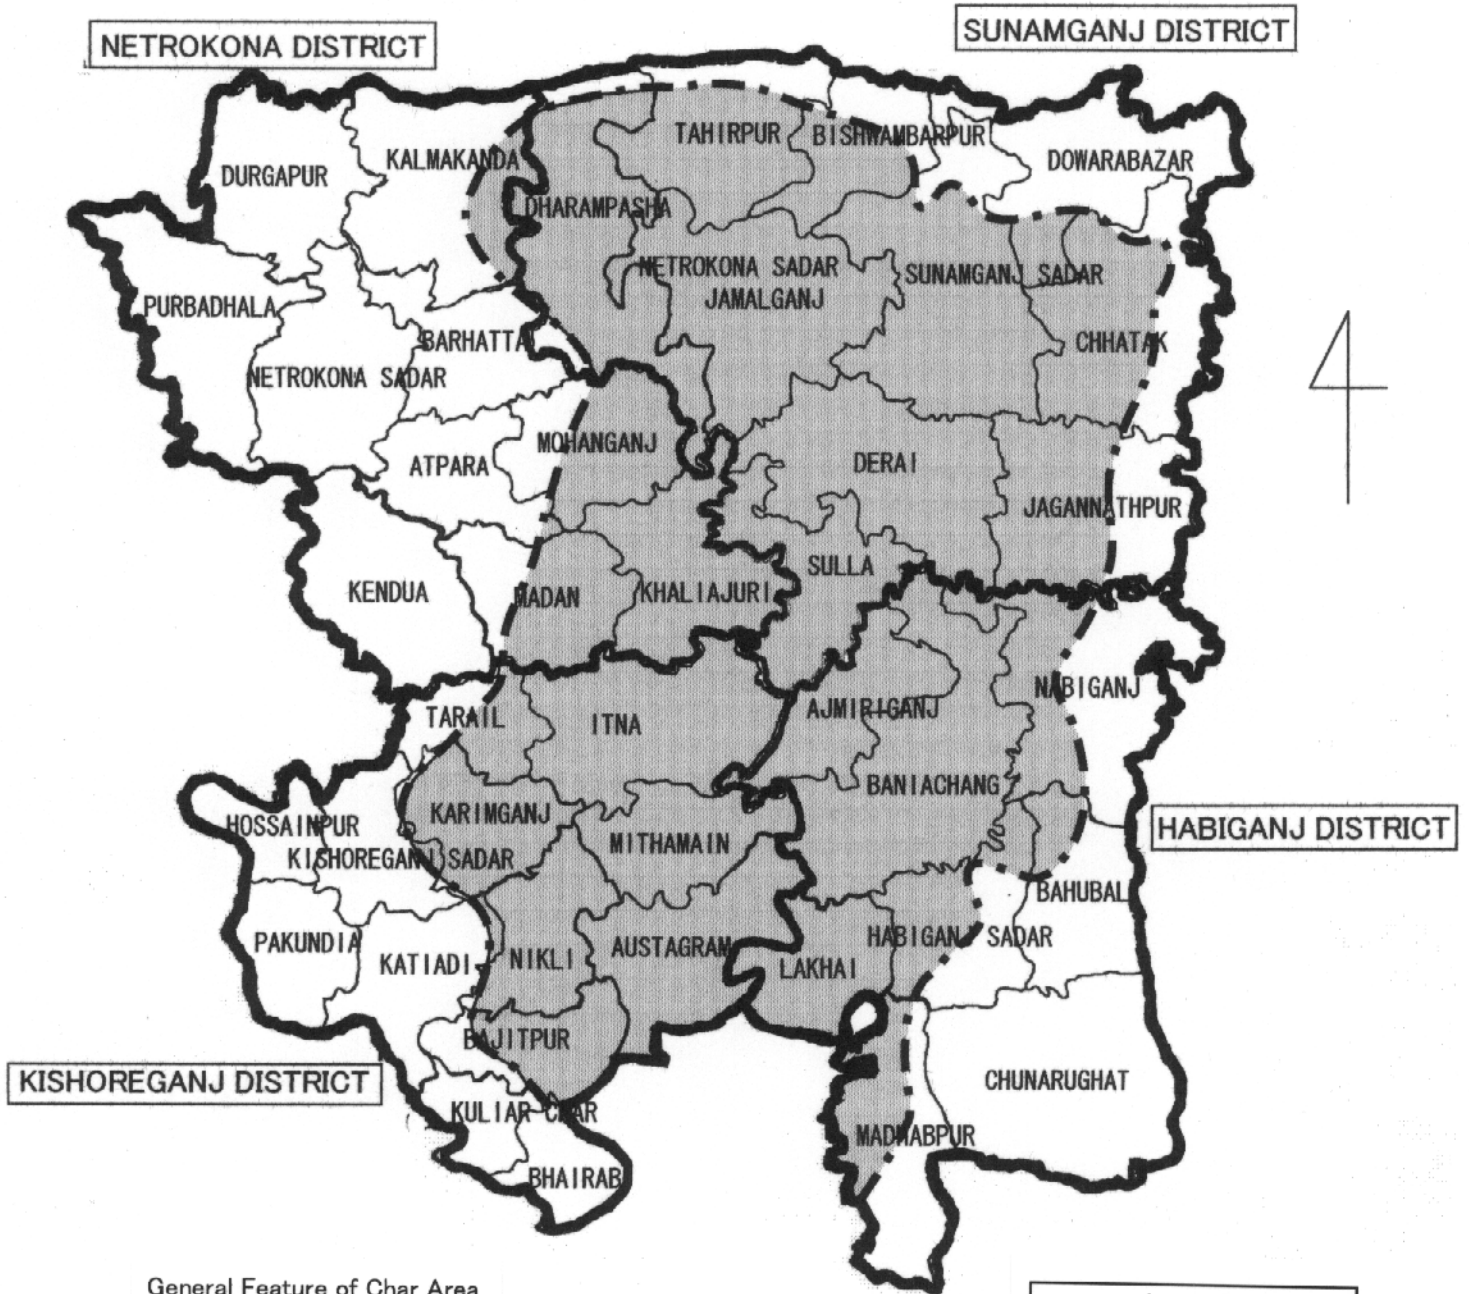 NETROKONA DISTRICT
SUNAMGANJ DISTRICT
TAHIRPUR
BISHWAMBARPUR
DURGAPUR
KALMAKANDA
DOWARABAZAR
DHARAMPASHA
NETROKONA SADAR
JAMALGANJ
SUNAMGANJ SADAR
PURBADHALA
BARHATTA
CHHATAK
NETROKONA SADAR
MOHANGANJ
ATPARA
DERAI
JAGANNATHPUR
SULLA
KENDUA
MADAN
KHALIAJURI
NABIGANJ
TARAIL
ITNA
AJMIRIGANJ
BANIACHANG
KARIMGANJ
HOSSAINPUR
HABIGANJ DISTRICT
KISHOREGANJ SADAR
MITHAMAIN
BAHUBAL
PAKUNDIA
KATIADI
NIKLI
AUSTAGRAM
HABIGANJ SADAR
LAKHAI
BAJITPUR
KISHOREGANJ DISTRICT
CHUNARUGHAT
KULIAR CHAR
MADHABPUR
BHAIRAB
General Feature of Char Area